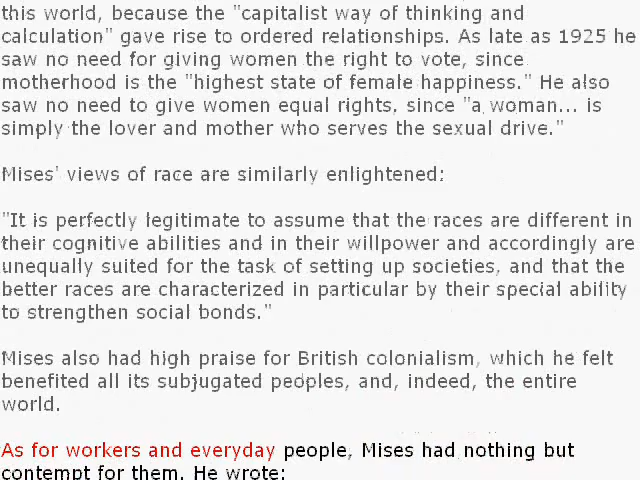 this world, because the "capitalist way of thinking and
calculation" gave rise to ordered relationships. As late as 1925 he
saw no need for giving women the right to vote, since
motherhood is the "highest state of female happiness." He also
saw no need to give women equal rights, since "a woman... is
simply the lover and mother who serves the sexual drive."
Mises' views of race are similarly enlightened:
"It is perfectly legitimate to assume that the races are different in
their cognitive abilities and in their willpower and accordingly are
unequally suited for the task of setting up societies, and that the
better races are characterized in particular by their special ability
to strengthen social bonds."
Mises also had high praise for British colonialism, which he felt
benefited all its subjugated peoples, and, indeed, the entire
world.
As for workers and everyday people, Mises had nothing but
contempt for them. He wrote: